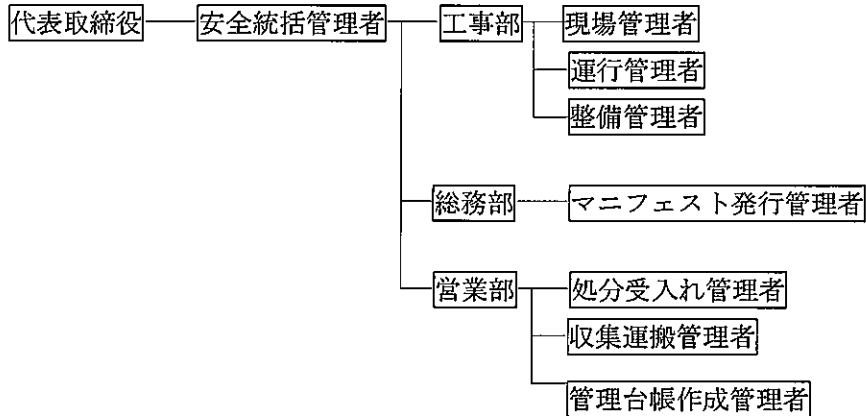 代表取締役 安全統括管理者 工事部 現場管理者
運行管理者
整備管理者
総務部 マニフェスト発行管理者
営業部 処分受入れ管理者
収集運搬管理者
管理台帳作成管理者